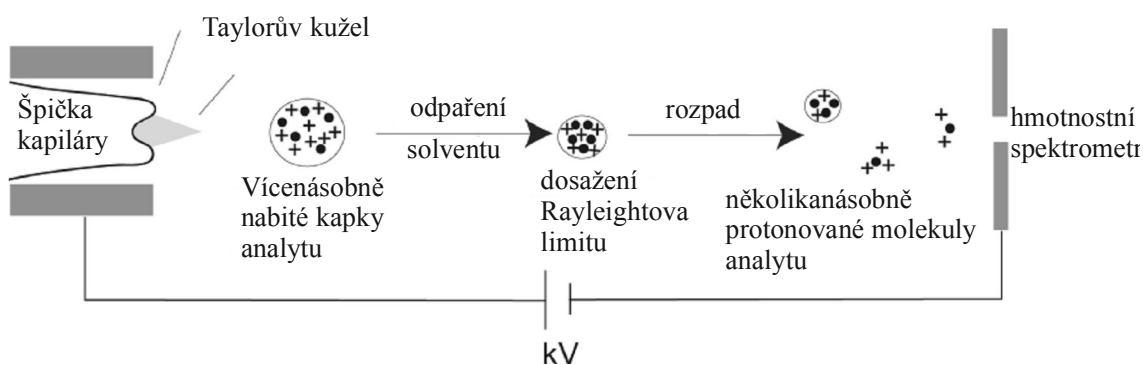 Taylorův kužel
Špička
kapiláry
Vícenásobně
nabité kapky
analytu
odpaření
solventu
dosažení
Rayleightova
limitu
rozpad
několikanásobně
protonované molekuly
analytu
hmotnostní
spektrometr
kV